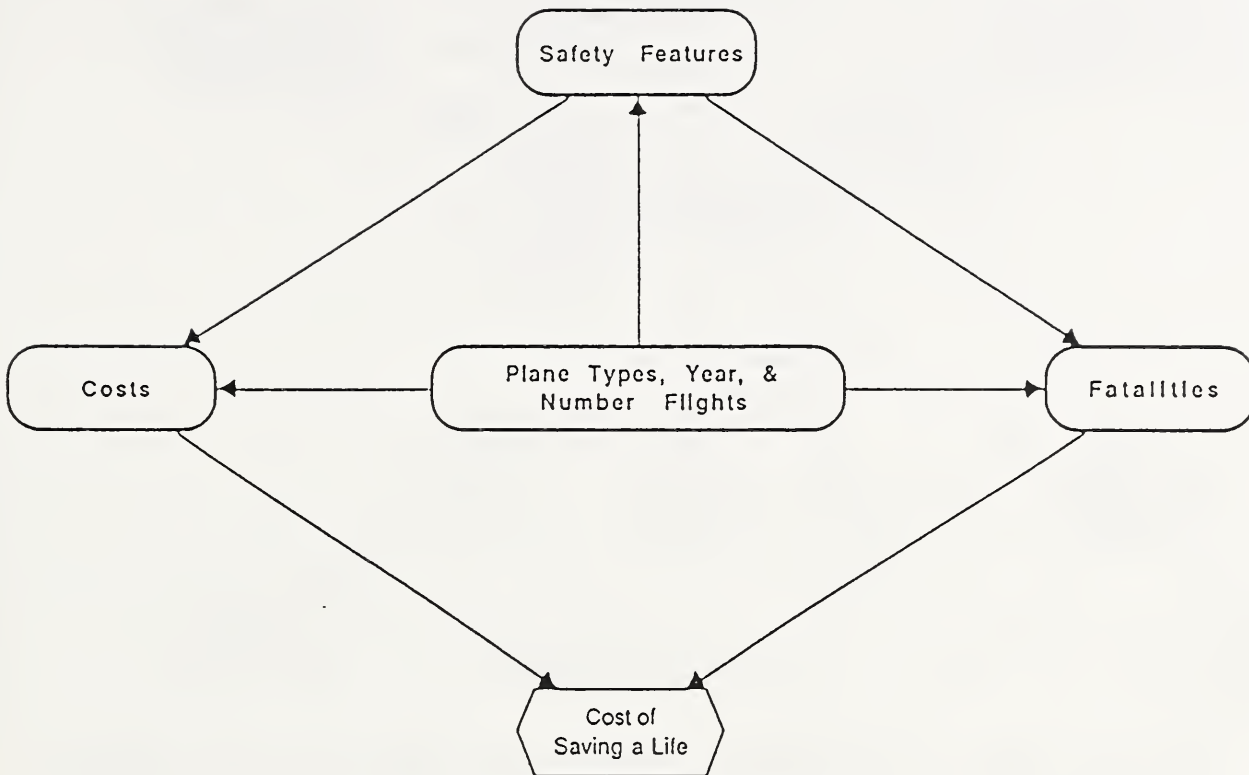 Safety Features
Costs
Plane Types, Year, &
Number Flights
Fatalities
Cost of
Saving a Life